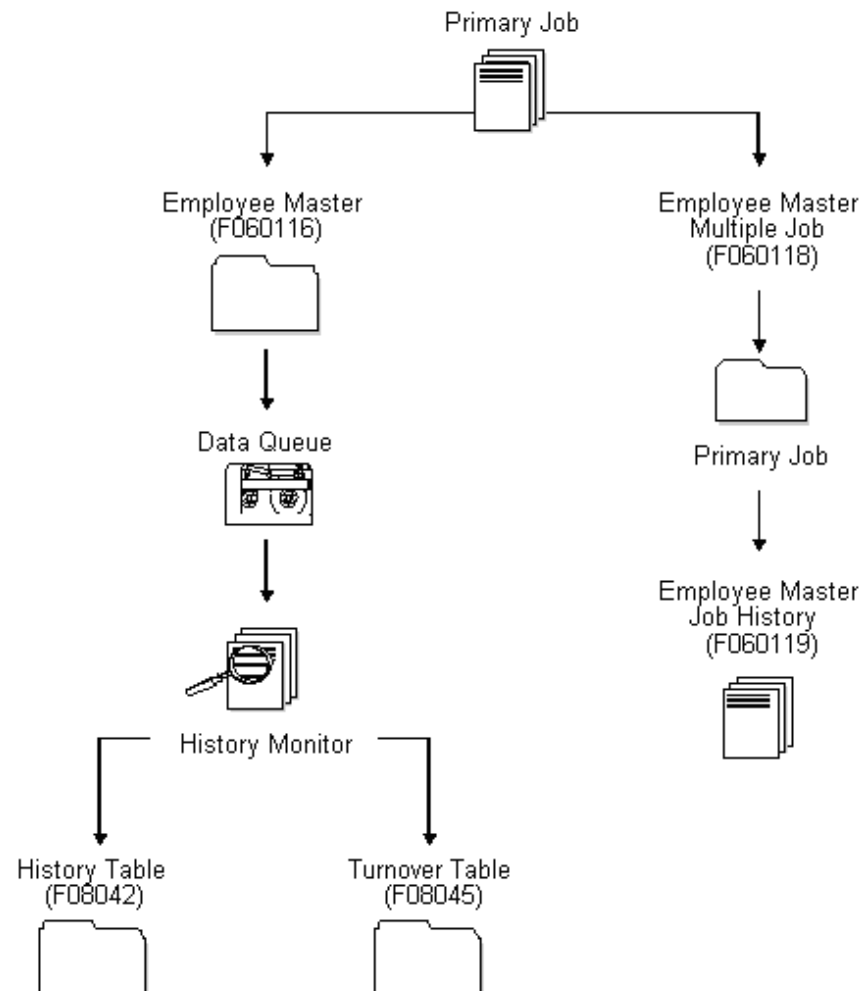 Primary Job
Employee Master
(F060116)
Employee Master
Multiple Job
(F060118)
Data Queue
Primary Job
Employee Master
Job History
(F060119)
History Monitor
History Table
(F08042)
Turnover Table
(F08045)